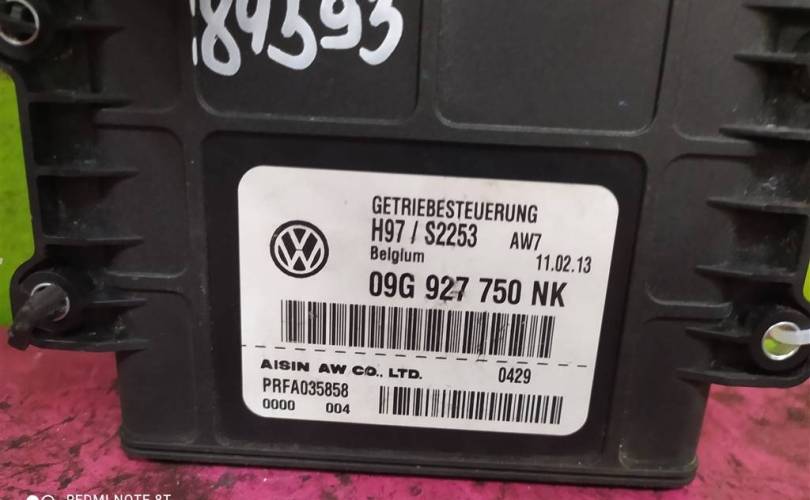 89393
GETRIEBESTEUERUNG
H97 / S2253 AW7
Belgium 11.02.13
09G 927 750 NK
AISIN AW CO., LTD. 0429
PRFA035858
0000 004
REDMI NOTE 8T